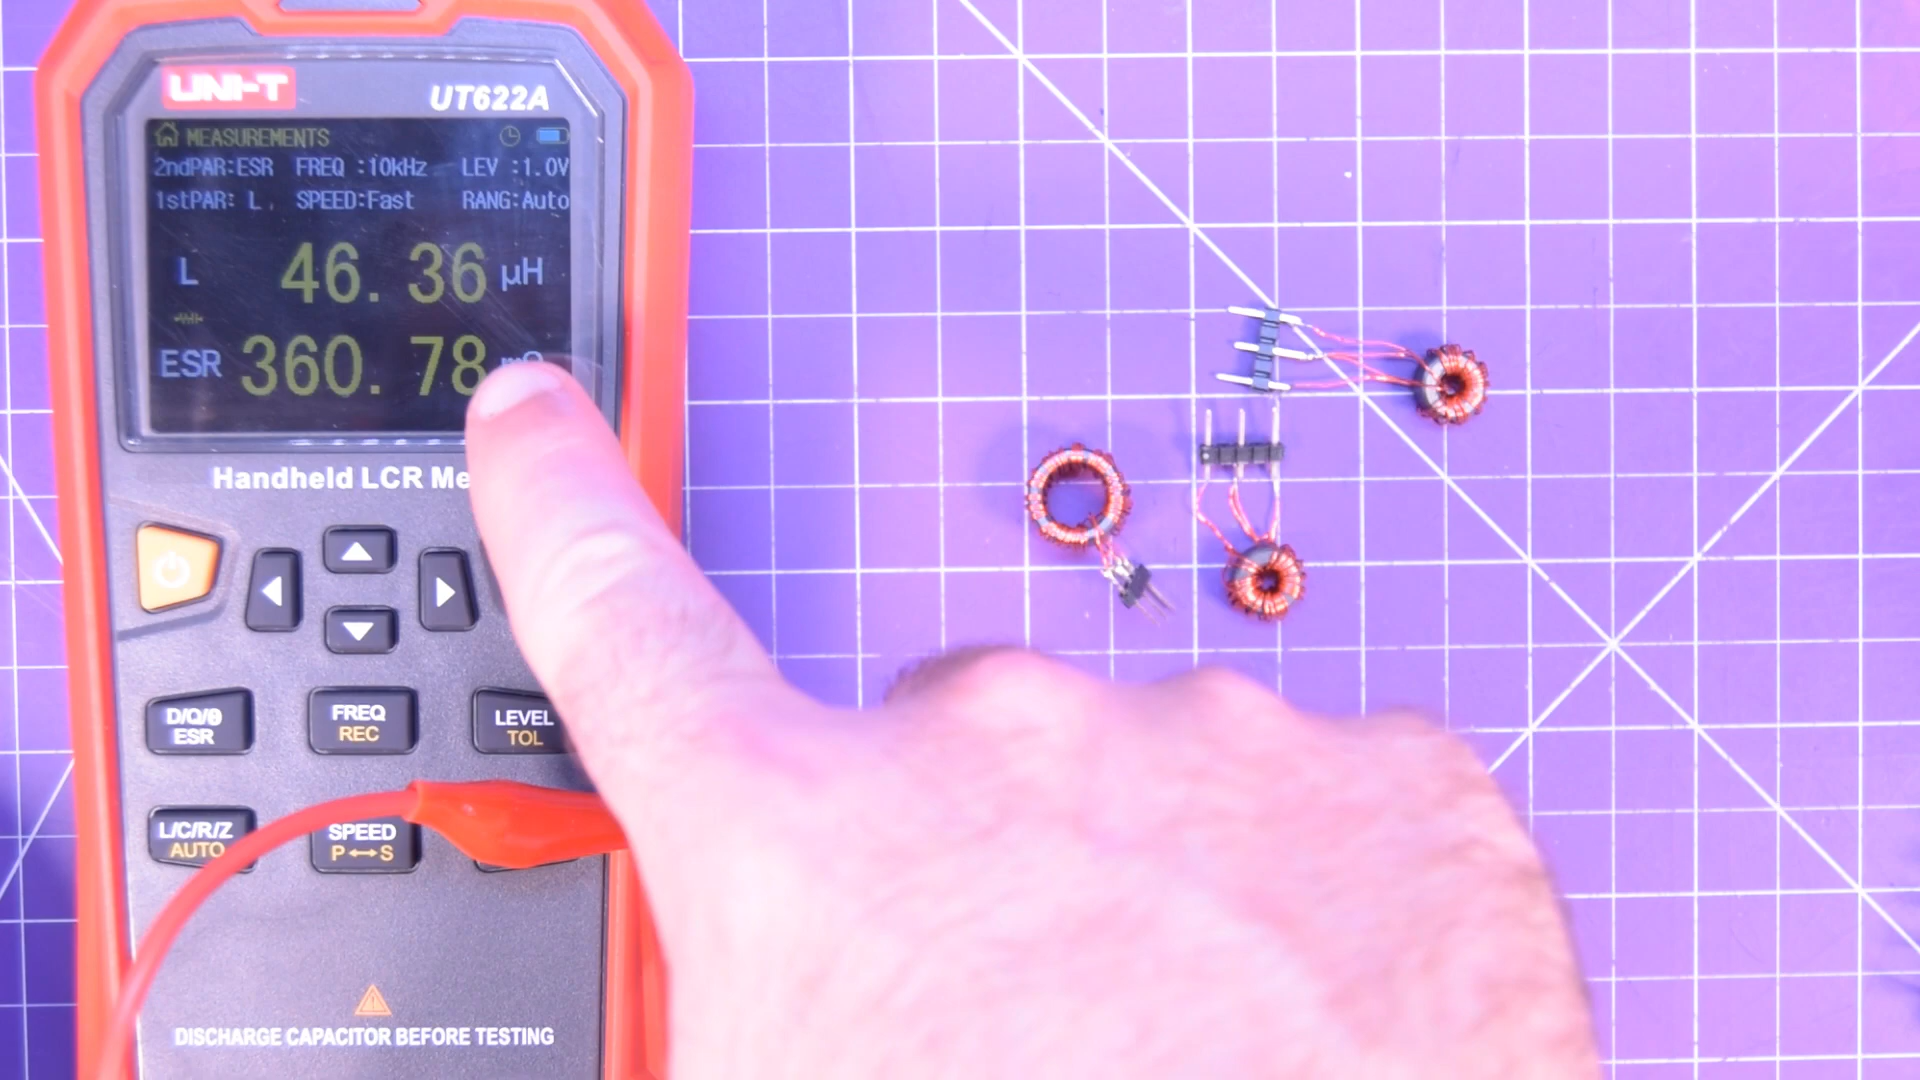 UNI-T
UT622A
MEASUREMENTS
2ndPAR:ESR FREQ :10kHz LEV :1.0V
1stPAR: L SPEED:Fast RANG:Auto
L 46.36 µH
ESR 360.78
Handheld LCR
D/Q/θ
ESR
FREQ
REC
LEVEL
TOL
L/C/R/Z
AUTO
SPEED
P↔S
DISCHARGE CAPACITOR BEFORE TESTING